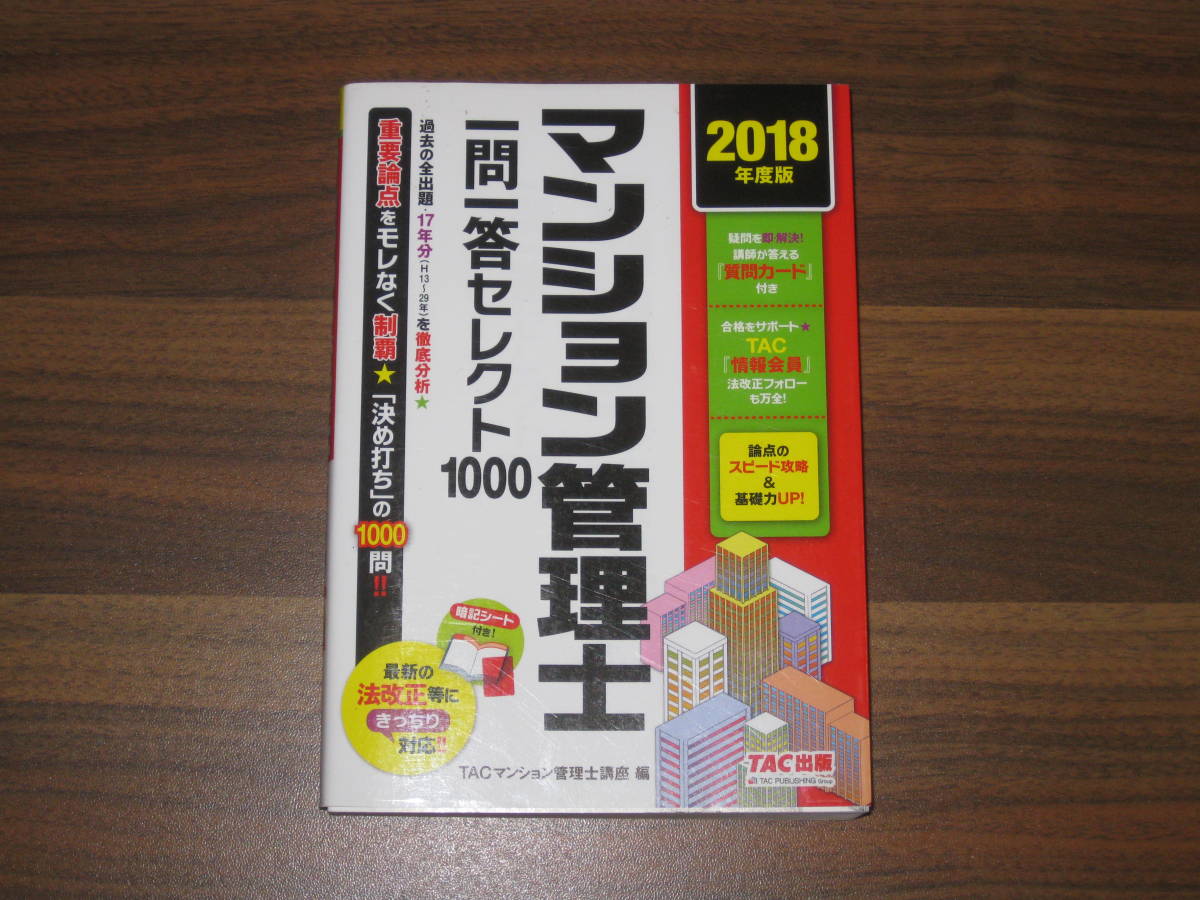 2018
年度版
疑問を即・解決!
講師が答える
『質問カード』
付き
合格をサポート★
TAC
『情報会員』
法改正フォロー
も万全!
論点の
スピード攻略
&
基礎力UP!
マンション管理士
一問一答セレクト1000
過去の全出題・17年分(H13~29年)を徹底分析★
重要論点をモレなく制覇★「決め打ち」の1000問!!
暗記シート
付き!
最新の
法改正等に
きっちり
対応!!
TACマンション管理士講座 編
TAC出版
TAC PUBLISHING Group